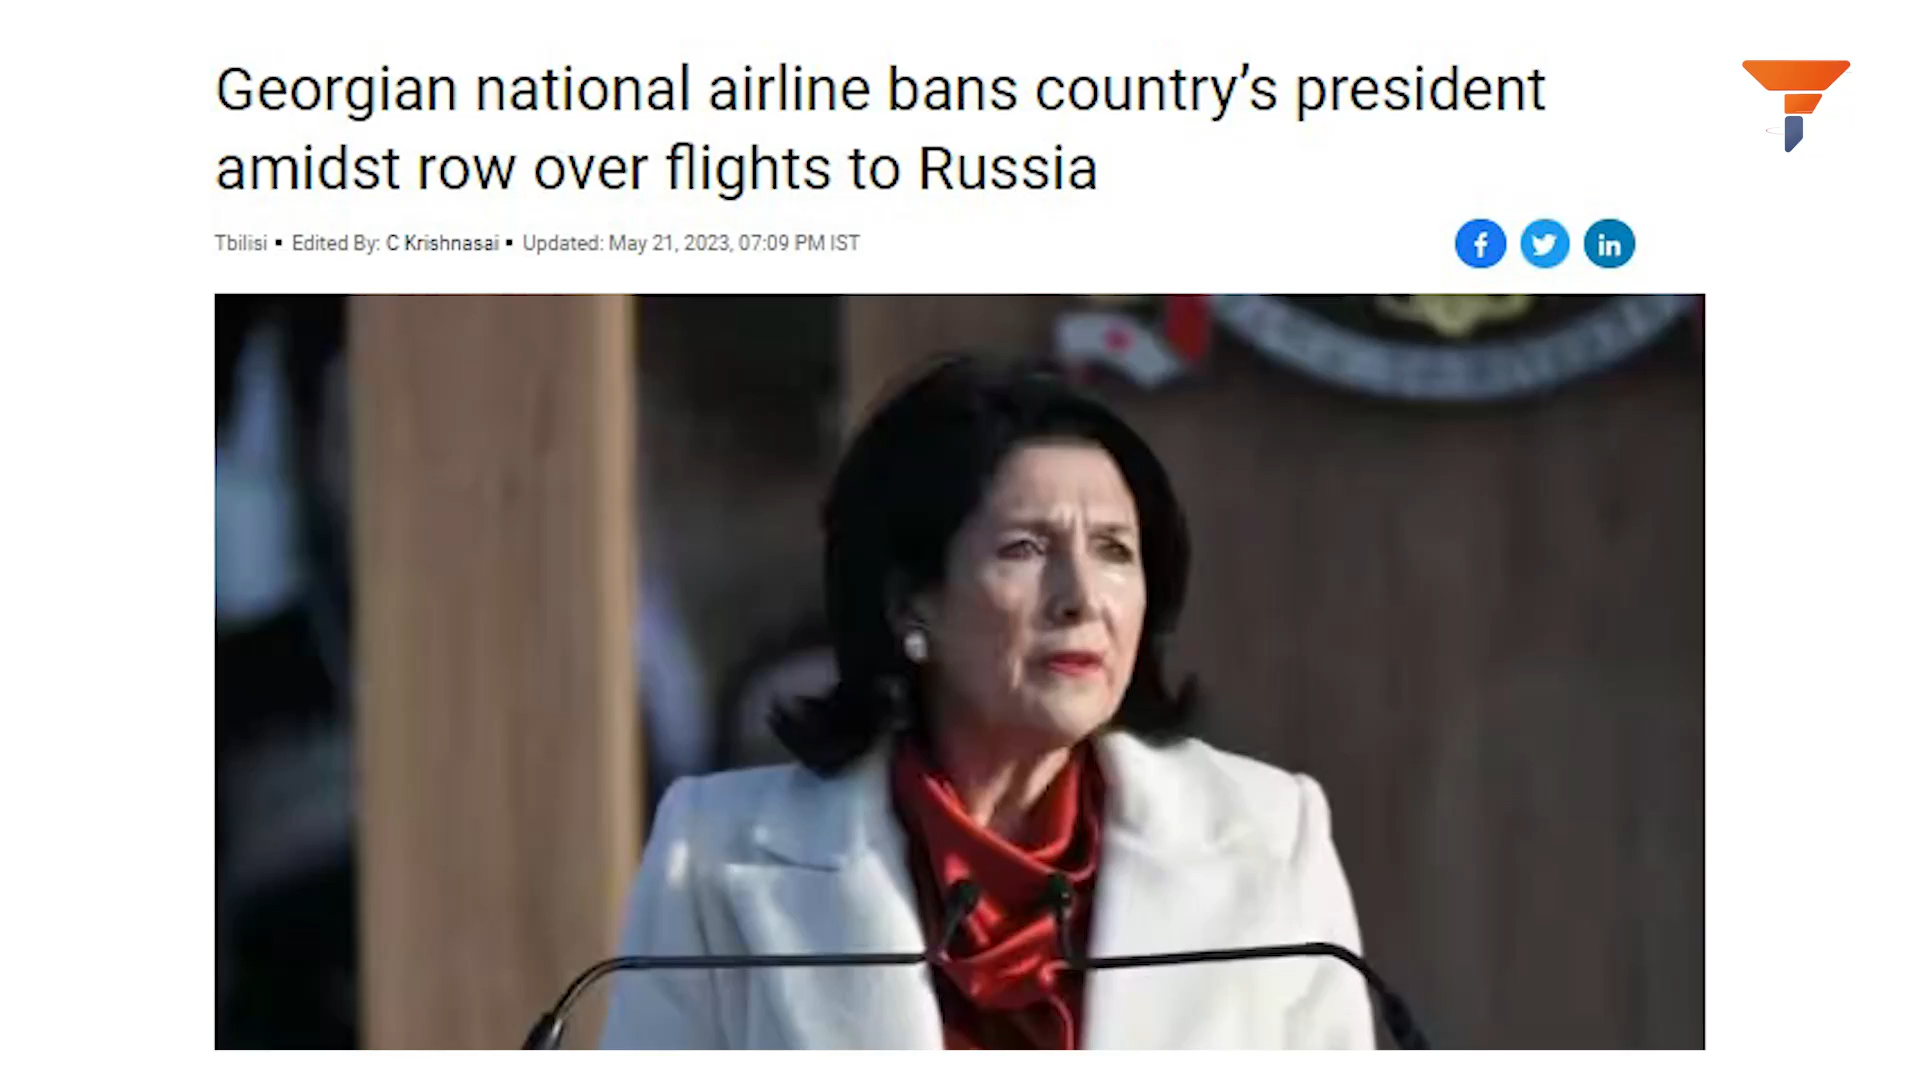 Georgian national airline bans country’s president
amidst row over flights to Russia
Tbilisi ▪ Edited By: C Krishnasai ▪ Updated: May 21, 2023, 07:09 PM IST